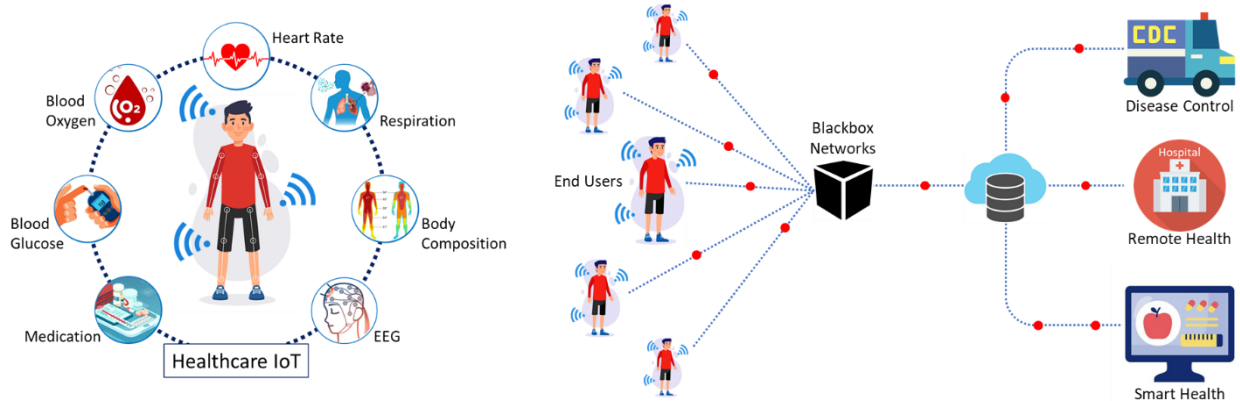 Heart Rate
Blood
Oxygen
O2
Respiration
Blood
Glucose
Body
Composition
Medication
EEG
Healthcare IoT
End Users
Blackbox
Networks
CDC
Disease Control
Hospital
Remote Health
Smart Health